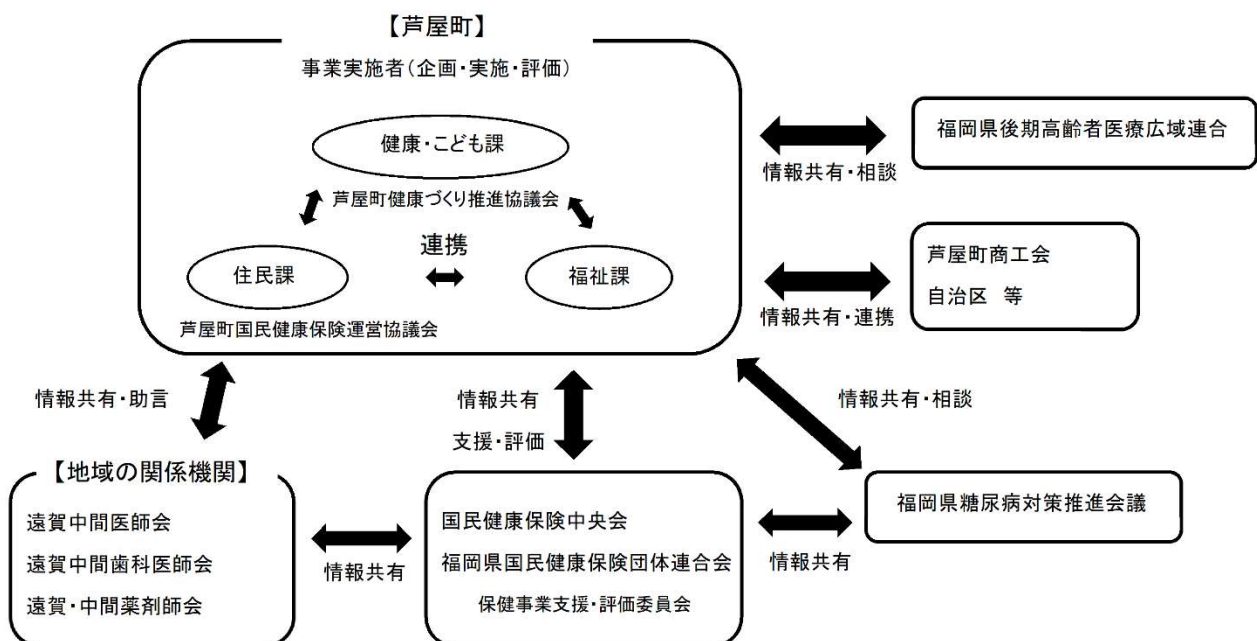 【芦屋町】
事業実施者(企画・実施・評価)
健康・こども課
芦屋町健康づくり推進協議会
連携
住民課
福祉課
芦屋町国民健康保険運営協議会
情報共有・相談
福岡県後期高齢者医療広域連合
情報共有・連携
芦屋町商工会
自治区 等
情報共有・助言
情報共有
支援・評価
情報共有・相談
【地域の関係機関】
遠賀中間医師会
遠賀中間歯科医師会
遠賀・中間薬剤師会
情報共有
国民健康保険中央会
福岡県国民健康保険団体連合会
保健事業支援・評価委員会
情報共有
福岡県糖尿病対策推進会議